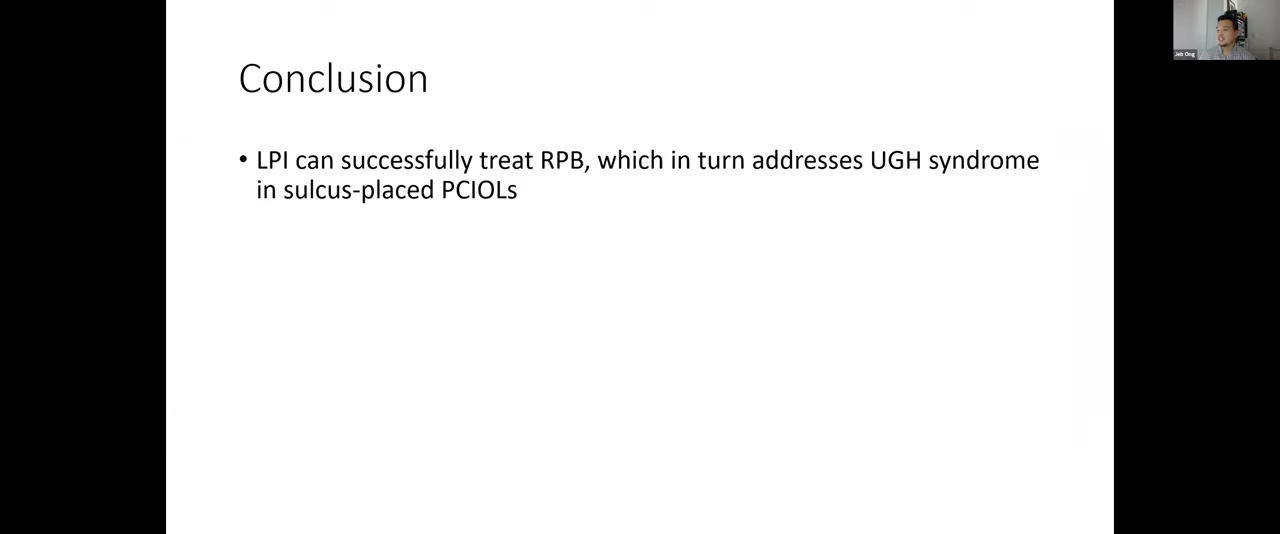 Jeb Ong
Conclusion
• LPI can successfully treat RPB, which in turn addresses UGH syndrome
in sulcus-placed PCIOLs